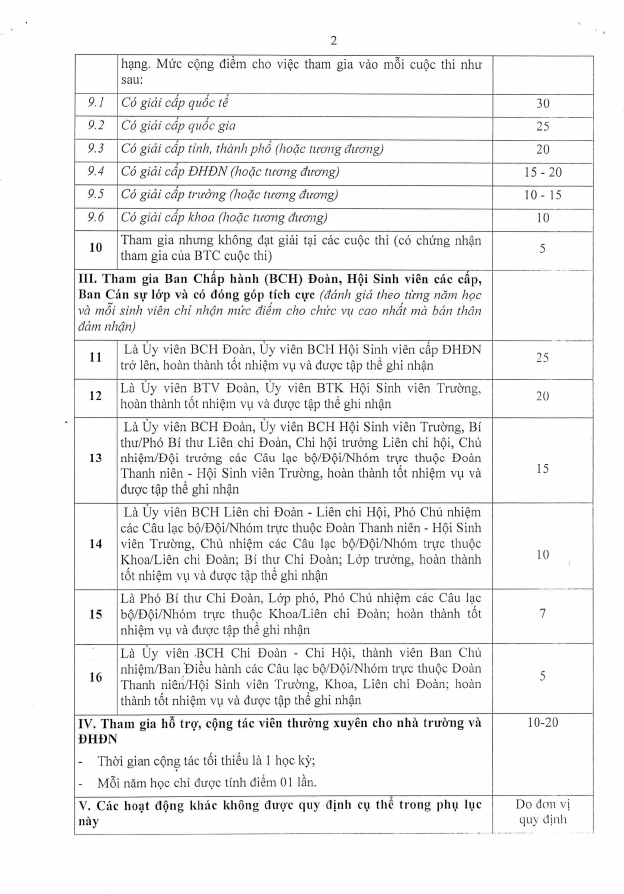 2
hạng. Mức cộng điểm cho việc tham gia vào mỗi cuộc thi như
sau:
9.1 Có giải cấp quốc tế 30
9.2 Có giải cấp quốc gia 25
9.3 Có giải cấp tỉnh, thành phố (hoặc tương đương) 20
9.4 Có giải cấp ĐHĐN (hoặc tương đương) 15 - 20
9.5 Có giải cấp trường (hoặc tương đương) 10 - 15
9.6 Có giải cấp khoa (hoặc tương đương) 10
10 Tham gia nhưng không đạt giải tại các cuộc thi (có chứng nhận
tham gia của BTC cuộc thi) 5
III. Tham gia Ban Chấp hành (BCH) Đoàn, Hội Sinh viên các cấp,
Ban Cán sự lớp và có đóng góp tích cực (đánh giá theo từng năm học
và mỗi sinh viên chỉ nhận mức điểm cho chức vụ cao nhất mà bản thân
đảm nhận)
11 Là Ủy viên BCH Đoàn, Ủy viên BCH Hội Sinh viên cấp ĐHĐN
trở lên, hoàn thành tốt nhiệm vụ và được tập thể ghi nhận 25
12 Là Ủy viên BTV Đoàn, Ủy viên BTK Hội Sinh viên Trường,
hoàn thành tốt nhiệm vụ và được tập thể ghi nhận 20
Là Ủy viên BCH Đoàn, Ủy viên BCH Hội Sinh viên Trường, Bí
thư/Phó Bí thư Liên chi Đoàn, Chi hội trưởng Liên chi hội, Chủ
13 nhiệm/Đội trưởng các Câu lạc bộ/Đội/Nhóm trực thuộc Đoàn
Thanh niên - Hội Sinh viên Trường, hoàn thành tốt nhiệm vụ và 15
được tập thể ghi nhận
Là Ủy viên BCH Liên chi Đoàn - Liên chi Hội, Phó Chủ nhiệm
các Câu lạc bộ/Đội/Nhóm trực thuộc Đoàn Thanh niên - Hội Sinh
14 viên Trường, Chủ nhiệm các Câu lạc bộ/Đội/Nhóm trực thuộc
Khoa/Liên chi Đoàn; Bí thư Chi Đoàn; Lớp trưởng, hoàn thành 10
tốt nhiệm vụ và được tập thể ghi nhận
Là Phó Bí thư Chi Đoàn, Lớp phó, Phó Chủ nhiệm các Câu lạc
15 bộ/Đội/Nhóm trực thuộc Khoa/Liên chi Đoàn; hoàn thành tốt 7
nhiệm vụ và được tập thể ghi nhận
Là Ủy viên BCH Chi Đoàn - Chi Hội, thành viên Ban Chủ
nhiệm/Ban Điều hành các Câu lạc bộ/Đội/Nhóm trực thuộc Đoàn
16 Thanh niên/Hội Sinh viên Trường, Khoa, Liên chi Đoàn; hoàn 5
thành tốt nhiệm vụ và được tập thể ghi nhận
IV. Tham gia hỗ trợ, cộng tác viên thường xuyên cho nhà trường và 10-20
ĐHĐN
- Thời gian cộng tác tối thiểu là 1 học kỳ;
- Mỗi năm học chỉ được tính điểm 01 lần.
V. Các hoạt động khác không được quy định cụ thể trong phụ lục Do đơn vị
này quy định